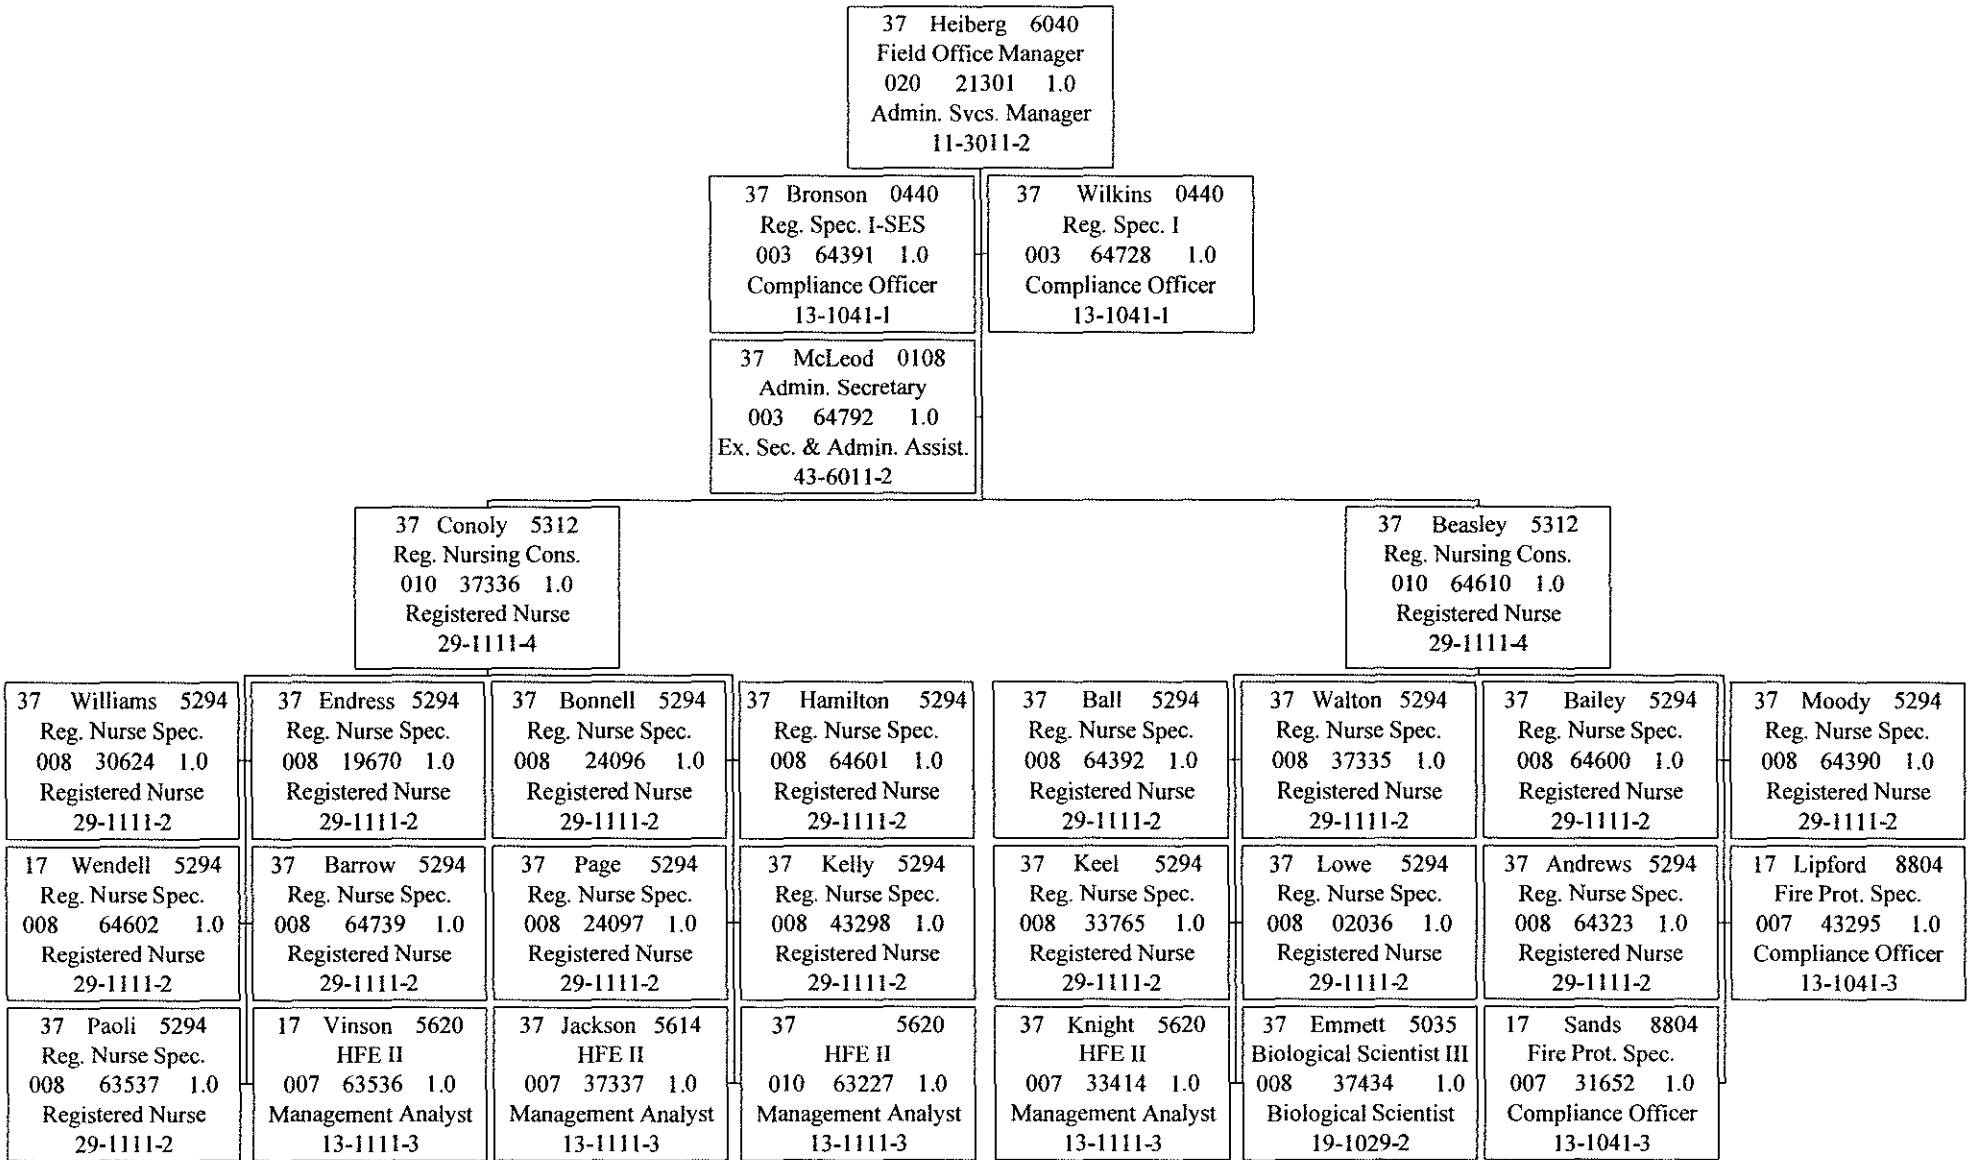 37 Heiberg 6040
Field Office Manager
020 21301 1.0
Admin. Svcs. Manager
11-3011-2
37 Bronson 0440
Reg. Spec. I-SES
003 64391 1.0
Compliance Officer
13-1041-1
37 Wilkins 0440
Reg. Spec. I
003 64728 1.0
Compliance Officer
13-1041-1
37 McLeod 0108
Admin. Secretary
003 64792 1.0
Ex. Sec. & Admin. Assist.
43-6011-2
37 Conoly 5312
Reg. Nursing Cons.
010 37336 1.0
Registered Nurse
29-1111-4
37 Beasley 5312
Reg. Nursing Cons.
010 64610 1.0
Registered Nurse
29-1111-4
37 Williams 5294
Reg. Nurse Spec.
008 30624 1.0
Registered Nurse
29-1111-2
37 Endress 5294
Reg. Nurse Spec.
008 19670 1.0
Registered Nurse
29-1111-2
37 Bonnell 5294
Reg. Nurse Spec.
008 24096 1.0
Registered Nurse
29-1111-2
37 Hamilton 5294
Reg. Nurse Spec.
008 64601 1.0
Registered Nurse
29-1111-2
37 Ball 5294
Reg. Nurse Spec.
008 64392 1.0
Registered Nurse
29-1111-2
37 Walton 5294
Reg. Nurse Spec.
008 37335 1.0
Registered Nurse
29-1111-2
37 Bailey 5294
Reg. Nurse Spec.
008 64600 1.0
Registered Nurse
29-1111-2
37 Moody 5294
Reg. Nurse Spec.
008 64390 1.0
Registered Nurse
29-1111-2
17 Wendell 5294
Reg. Nurse Spec.
008 64602 1.0
Registered Nurse
29-1111-2
37 Barrow 5294
Reg. Nurse Spec.
008 64739 1.0
Registered Nurse
29-1111-2
37 Page 5294
Reg. Nurse Spec.
008 24097 1.0
Registered Nurse
29-1111-2
37 Kelly 5294
Reg. Nurse Spec.
008 43298 1.0
Registered Nurse
29-1111-2
37 Keel 5294
Reg. Nurse Spec.
008 33765 1.0
Registered Nurse
29-1111-2
37 Lowe 5294
Reg. Nurse Spec.
008 02036 1.0
Registered Nurse
29-1111-2
37 Andrews 5294
Reg. Nurse Spec.
008 64323 1.0
Registered Nurse
29-1111-2
17 Lipford 8804
Fire Prot. Spec.
007 43295 1.0
Compliance Officer
13-1041-3
37 Paoli 5294
Reg. Nurse Spec.
008 63537 1.0
Registered Nurse
29-1111-2
17 Vinson 5620
HFE II
007 63536 1.0
Management Analyst
13-1111-3
37 Jackson 5614
HFE II
007 37337 1.0
Management Analyst
13-1111-3
37 5620
HFE II
010 63227 1.0
Management Analyst
13-1111-3
37 Knight 5620
HFE II
007 33414 1.0
Management Analyst
13-1111-3
37 Emmett 5035
Biological Scientist III
008 37434 1.0
Biological Scientist
19-1029-2
17 Sands 8804
Fire Prot. Spec.
007 31652 1.0
Compliance Officer
13-1041-3